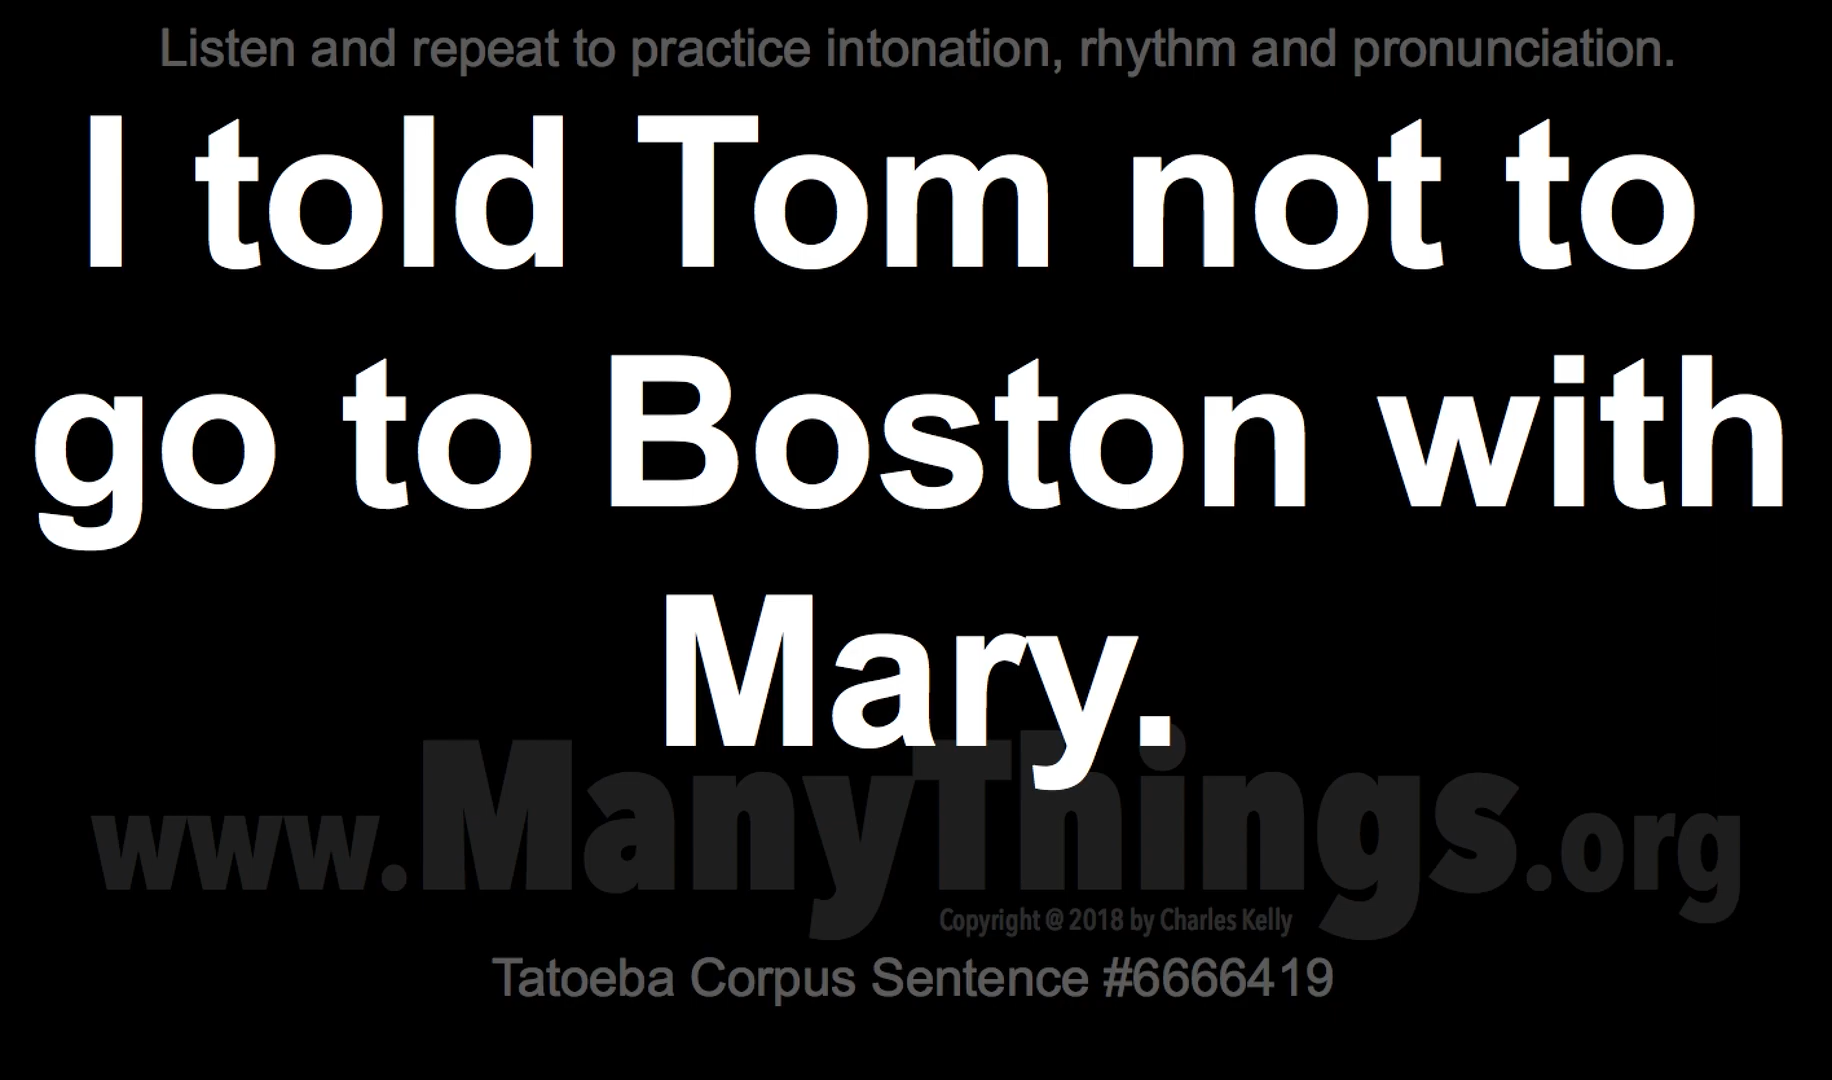 Listen and repeat to practice intonation, rhythm and pronunciation.
I told Tom not to
go to Boston with
Mary.
www.ManyThings.org
Copyright @ 2018 by Charles Kelly
Tatoeba Corpus Sentence #6666419